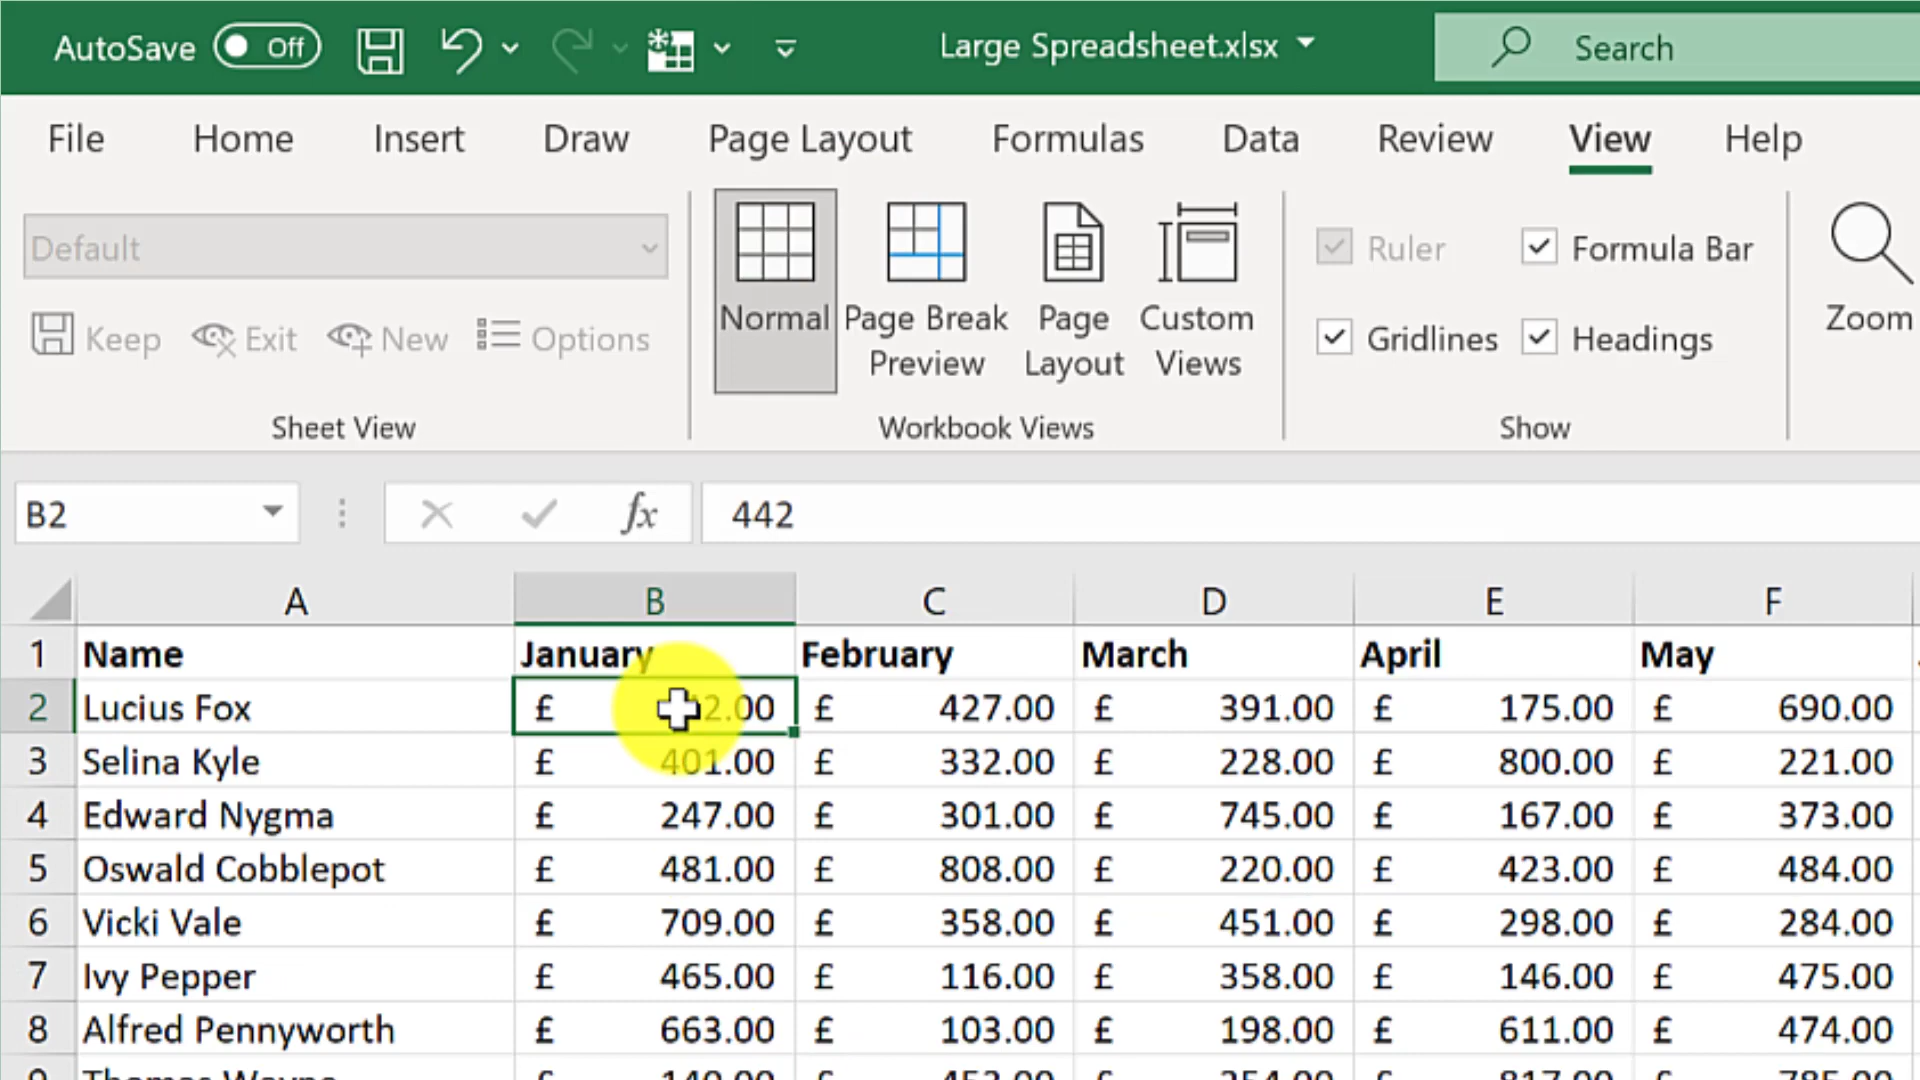 AutoSave Off Large Spreadsheet.xlsx Search
File Home Insert Draw Page Layout Formulas Data Review View Help
Default
Keep Exit New Options
Sheet View
Normal Page Break Preview Page Layout Custom Views
Workbook Views
Ruler Formula Bar
Gridlines Headings
Show
Zoom
B2 fx 442
A B C D E F
1 Name January February March April May
2 Lucius Fox £ 2.00 £ 427.00 £ 391.00 £ 175.00 £ 690.00
3 Selina Kyle £ 401.00 £ 332.00 £ 228.00 £ 800.00 £ 221.00
4 Edward Nygma £ 247.00 £ 301.00 £ 745.00 £ 167.00 £ 373.00
5 Oswald Cobblepot £ 481.00 £ 808.00 £ 220.00 £ 423.00 £ 484.00
6 Vicki Vale £ 709.00 £ 358.00 £ 451.00 £ 298.00 £ 284.00
7 Ivy Pepper £ 465.00 £ 116.00 £ 358.00 £ 146.00 £ 475.00
8 Alfred Pennyworth £ 663.00 £ 103.00 £ 198.00 £ 611.00 £ 474.00